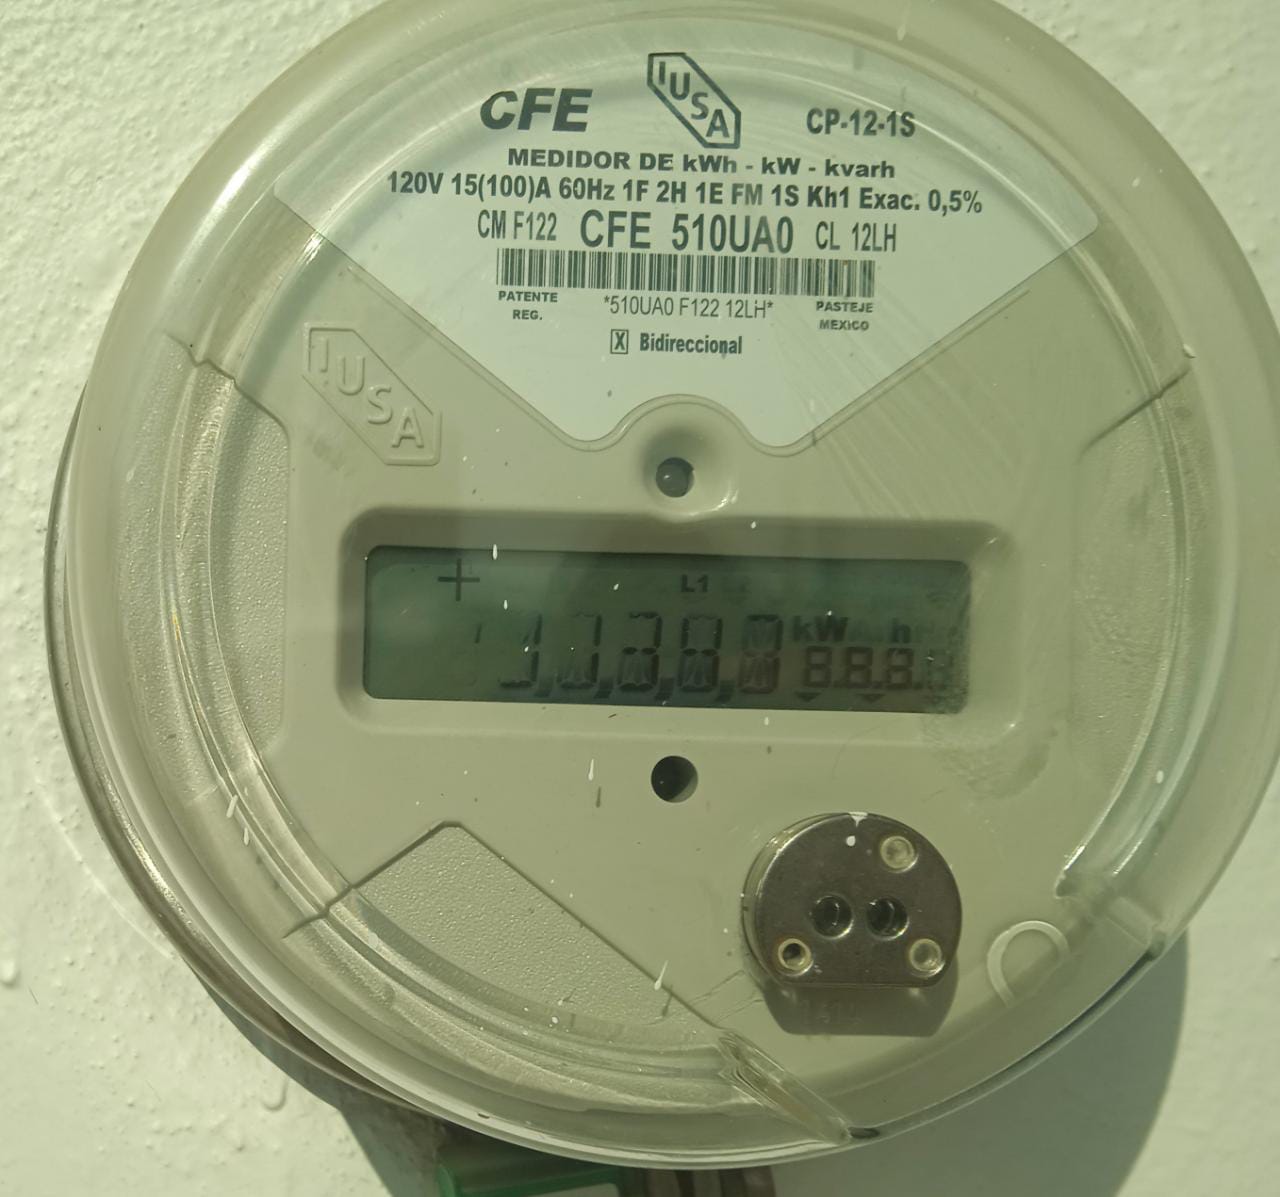 CFE IUSA CP-12-1S
MEDIDOR DE kWh - kW - kvarh
120V 15(100)A 60Hz 1F 2H 1E FM 1S Kh1 Exac. 0,5%
CM F122 CFE 510UA0 CL 12LH
PATENTE REG. *510UA0 F122 12LH* PASTEJE MEXICO
X Bidireccional
IUSA
+ L1
kW